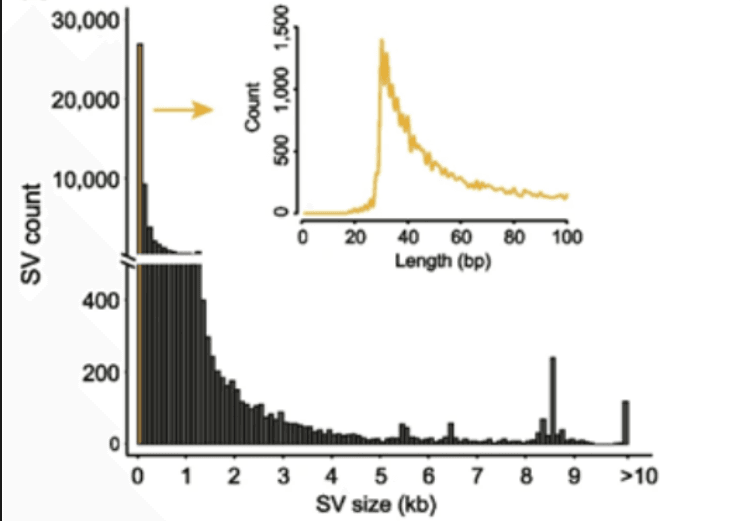 30,000
20,000
10,000
400
200
0
SV count
0 1 2 3 4 5 6 7 8 9 >10
SV size (kb)
1,500
1,000
500
0
Count
0 20 40 60 80 100
Length (bp)